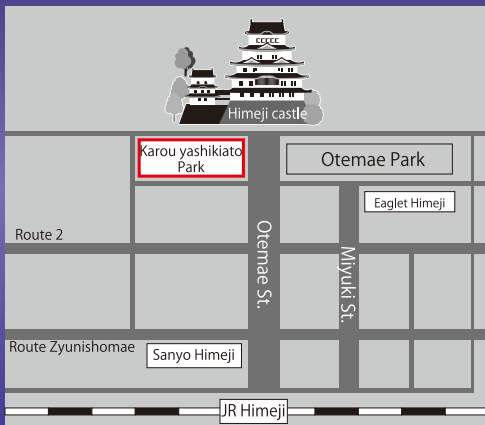 Himeji castle
Karou yashikiato
Park
Otemae Park
Eaglet Himeji
Route 2
Otemae St.
Miyuki St.
Route Zyunishomae
Sanyo Himeji
JR Himeji